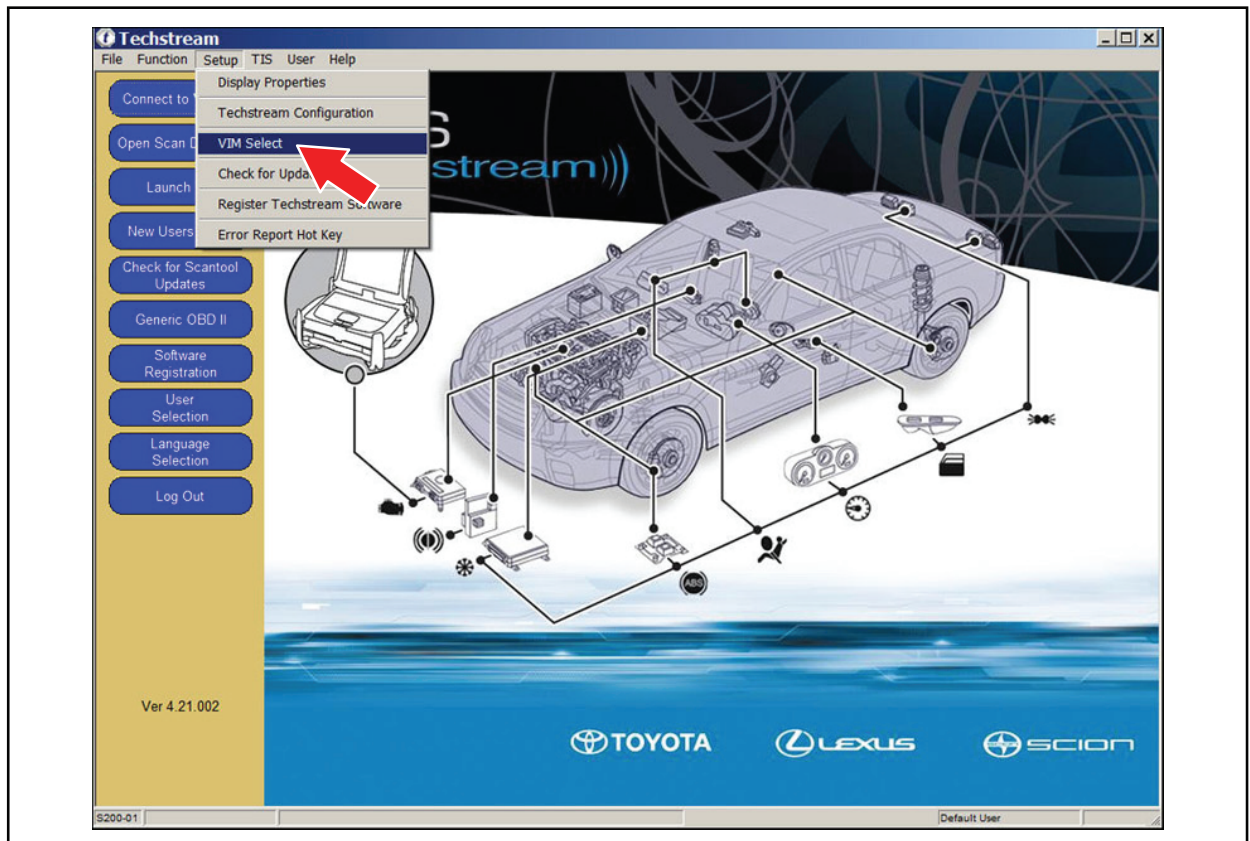 Techstream
File Function Setup TIS User Help
Display Properties
Techstream Configuration
VIM Select
Check for
Register Techstream Software
Error Report Hot Key
Connect to
Open Scan
Launch
New Users
Check for Scantool
Updates
Generic OBD II
Software
Registration
User
Selection
Language
Selection
Log Out
Ver 4.21.002
S
stream
ABS
TOYOTA
LEXUS
SCION
S200-01
Default User